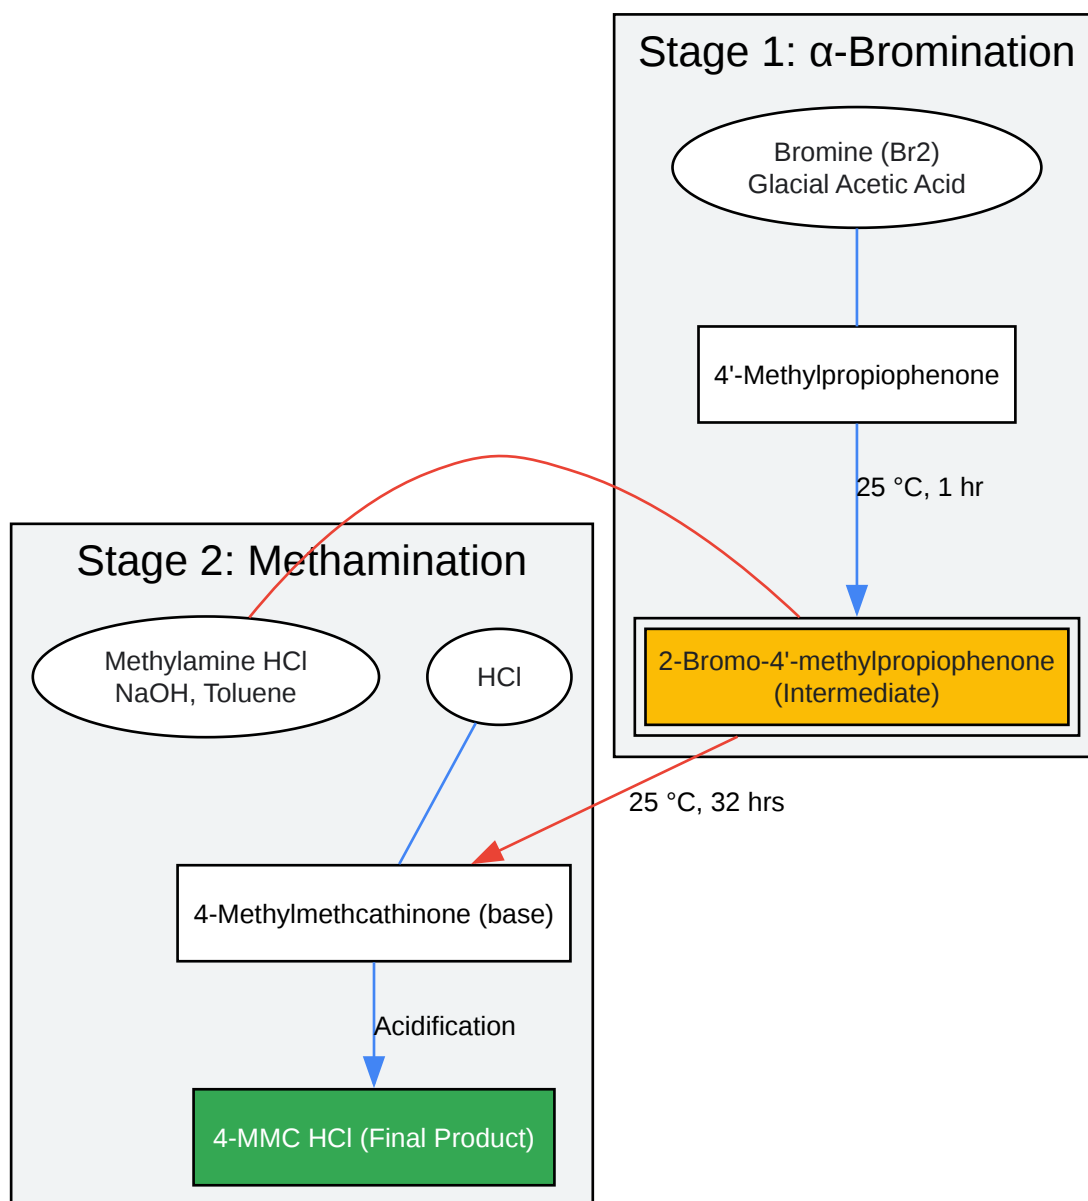 Stage 1: α-Bromination
Bromine (Br2)
Glacial Acetic Acid
4'-Methylpropiophenone
25 °C, 1 hr
2-Bromo-4'-methylpropiophenone
(Intermediate)
Stage 2: Methamination
Methylamine HCl
NaOH, Toluene
HCl
25 °C, 32 hrs
4-Methylmethcathinone (base)
Acidification
4-MMC HCl (Final Product)